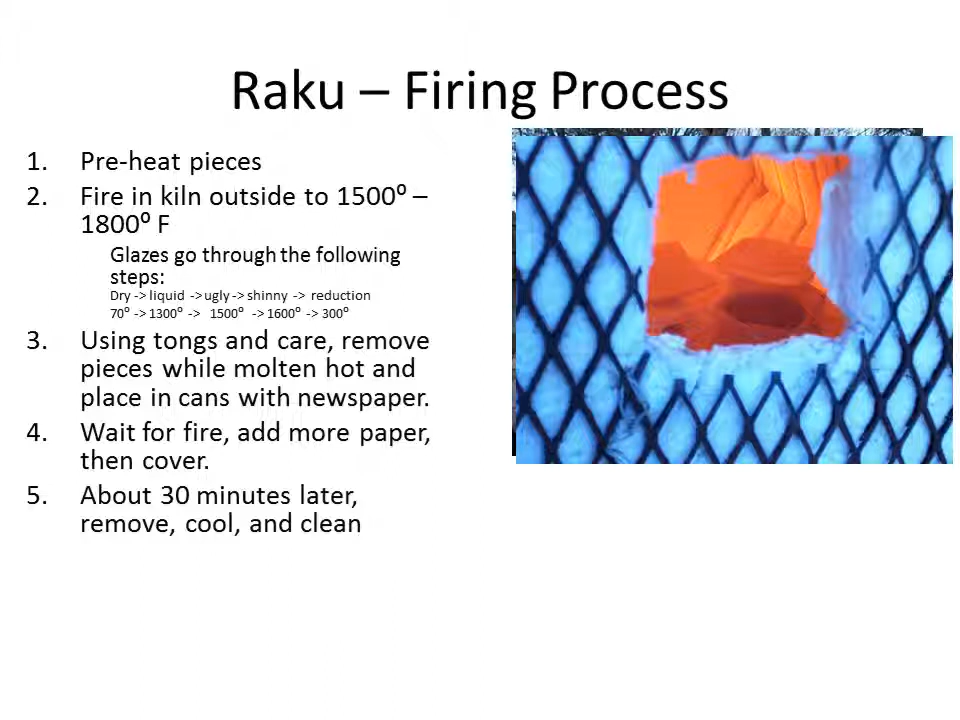 Raku – Firing Process
1. Pre-heat pieces
2. Fire in kiln outside to 1500⁰ –
1800⁰ F
Glazes go through the following
steps:
Dry -> liquid -> ugly -> shinny -> reduction
70⁰ -> 1300⁰ -> 1500⁰ -> 1600⁰ -> 300⁰
3. Using tongs and care, remove
pieces while molten hot and
place in cans with newspaper.
4. Wait for fire, add more paper,
then cover.
5. About 30 minutes later,
remove, cool, and clean